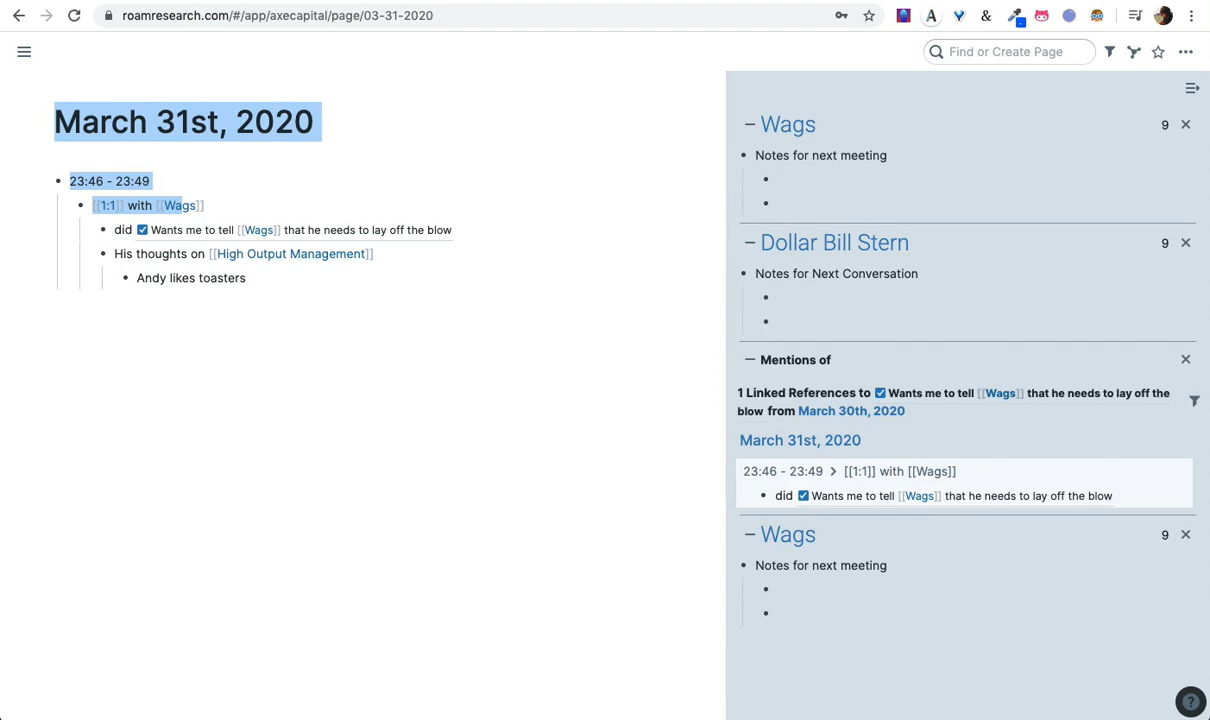 roamresearch.com/#/app/axecapital/page/03-31-2020
Find or Create Page
March 31st, 2020
23:46 - 23:49
[[1:1]] with [[Wags]]
did Wants me to tell [[Wags]] that he needs to lay off the blow
His thoughts on [[High Output Management]]
Andy likes toasters
Wags 9
Notes for next meeting
Dollar Bill Stern 9
Notes for Next Conversation
Mentions of
1 Linked References to Wants me to tell [[Wags]] that he needs to lay off the
blow from March 30th, 2020
March 31st, 2020
23:46 - 23:49 > [[1:1]] with [[Wags]]
did Wants me to tell [[Wags]] that he needs to lay off the blow
Wags 9
Notes for next meeting